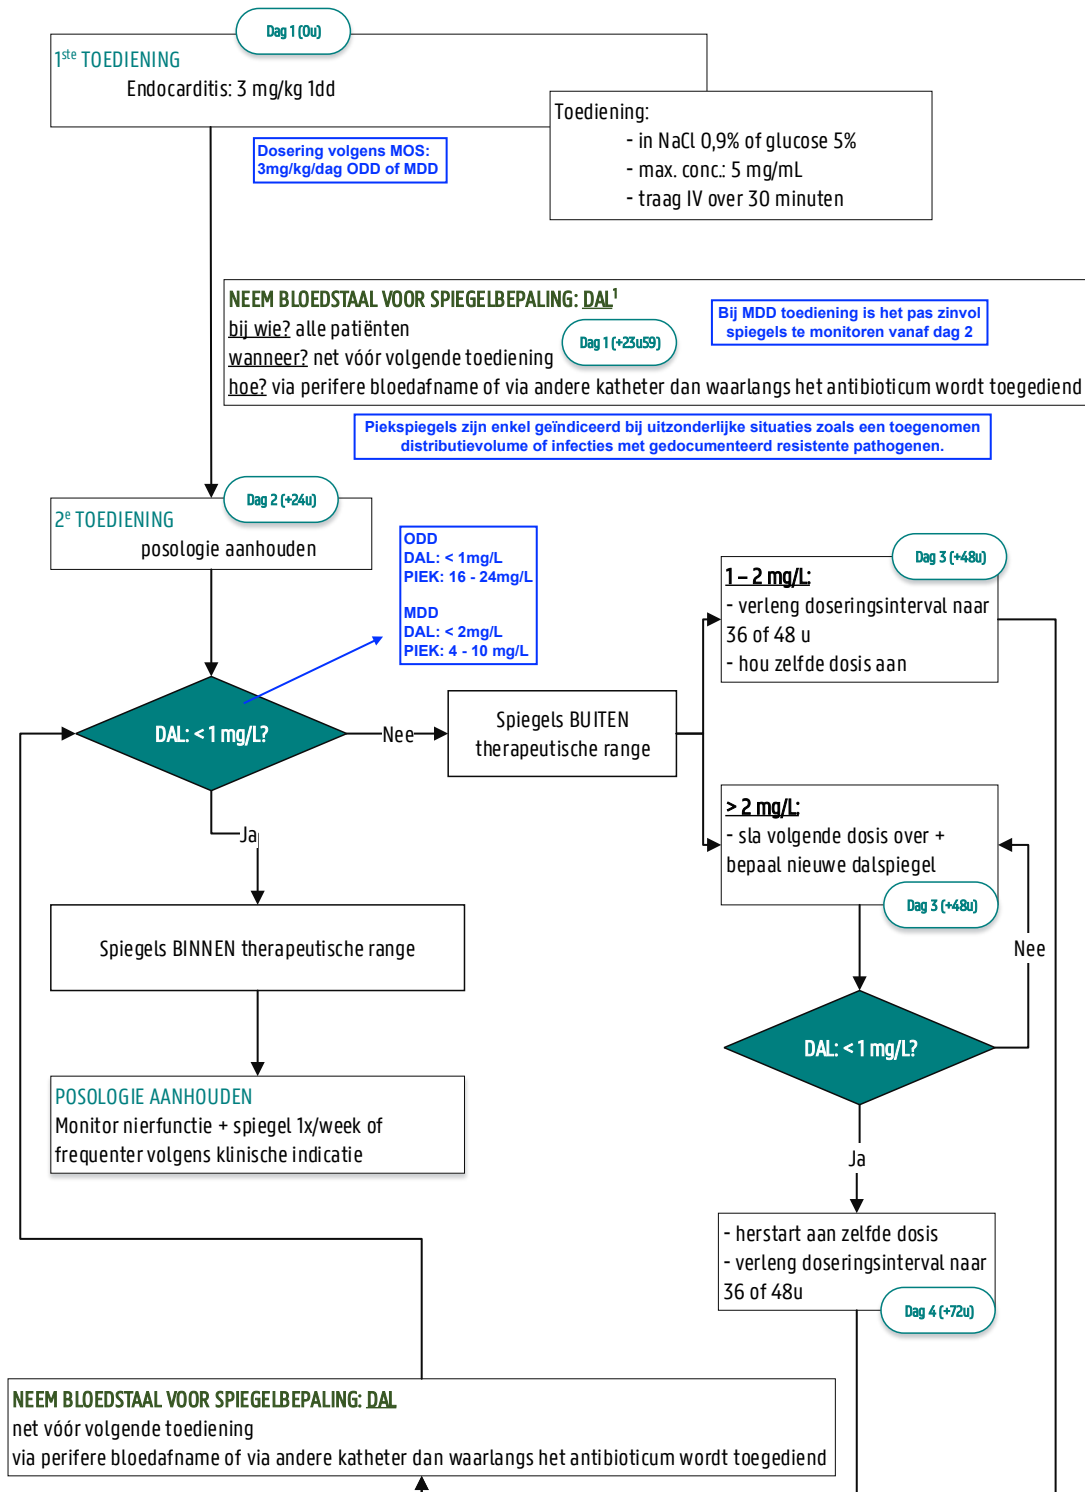 Dag 1 (0u)
1ste TOEDIENING
Endocarditis: 3 mg/kg 1dd
Toediening:
- in NaCl 0,9% of glucose 5%
- max. conc.: 5 mg/mL
- traag IV over 30 minuten
Dosering volgens MOS:
3mg/kg/dag ODD of MDD
NEEM BLOEDSTAAL VOOR SPIEGELBEPALING: DAL¹
bij wie? alle patiënten
wanneer? net vóór volgende toediening
hoe? via perifere bloedafname of via andere katheter dan waarlangs het antibioticum wordt toegediend
Dag 1 (+23u59)
Bij MDD toediening is het pas zinvol
spiegels te monitoren vanaf dag 2
Piekspiegels zijn enkel geïndiceerd bij uitzonderlijke situaties zoals een toegenomen
distributievolume of infecties met gedocumenteerd resistente pathogenen.
Dag 2 (+24u)
2e TOEDIENING
posologie aanhouden
ODD
DAL: < 1mg/L
PIEK: 16 - 24mg/L
MDD
DAL: < 2mg/L
PIEK: 4 - 10 mg/L
Dag 3 (+48u)
1 – 2 mg/L:
- verleng doseringsinterval naar
36 of 48 u
- hou zelfde dosis aan
DAL: < 1 mg/L?
Nee
Spiegels BUITEN
therapeutische range
> 2 mg/L:
- sla volgende dosis over +
bepaal nieuwe dalspiegel
Dag 3 (+48u)
Ja
Spiegels BINNEN therapeutische range
Nee
DAL: < 1 mg/L?
POSOLOGIE AANHOUDEN
Monitor nierfunctie + spiegel 1x/week of
frequenter volgens klinische indicatie
Ja
- herstart aan zelfde dosis
- verleng doseringsinterval naar
36 of 48u
Dag 4 (+72u)
NEEM BLOEDSTAAL VOOR SPIEGELBEPALING: DAL
net vóór volgende toediening
via perifere bloedafname of via andere katheter dan waarlangs het antibioticum wordt toegediend